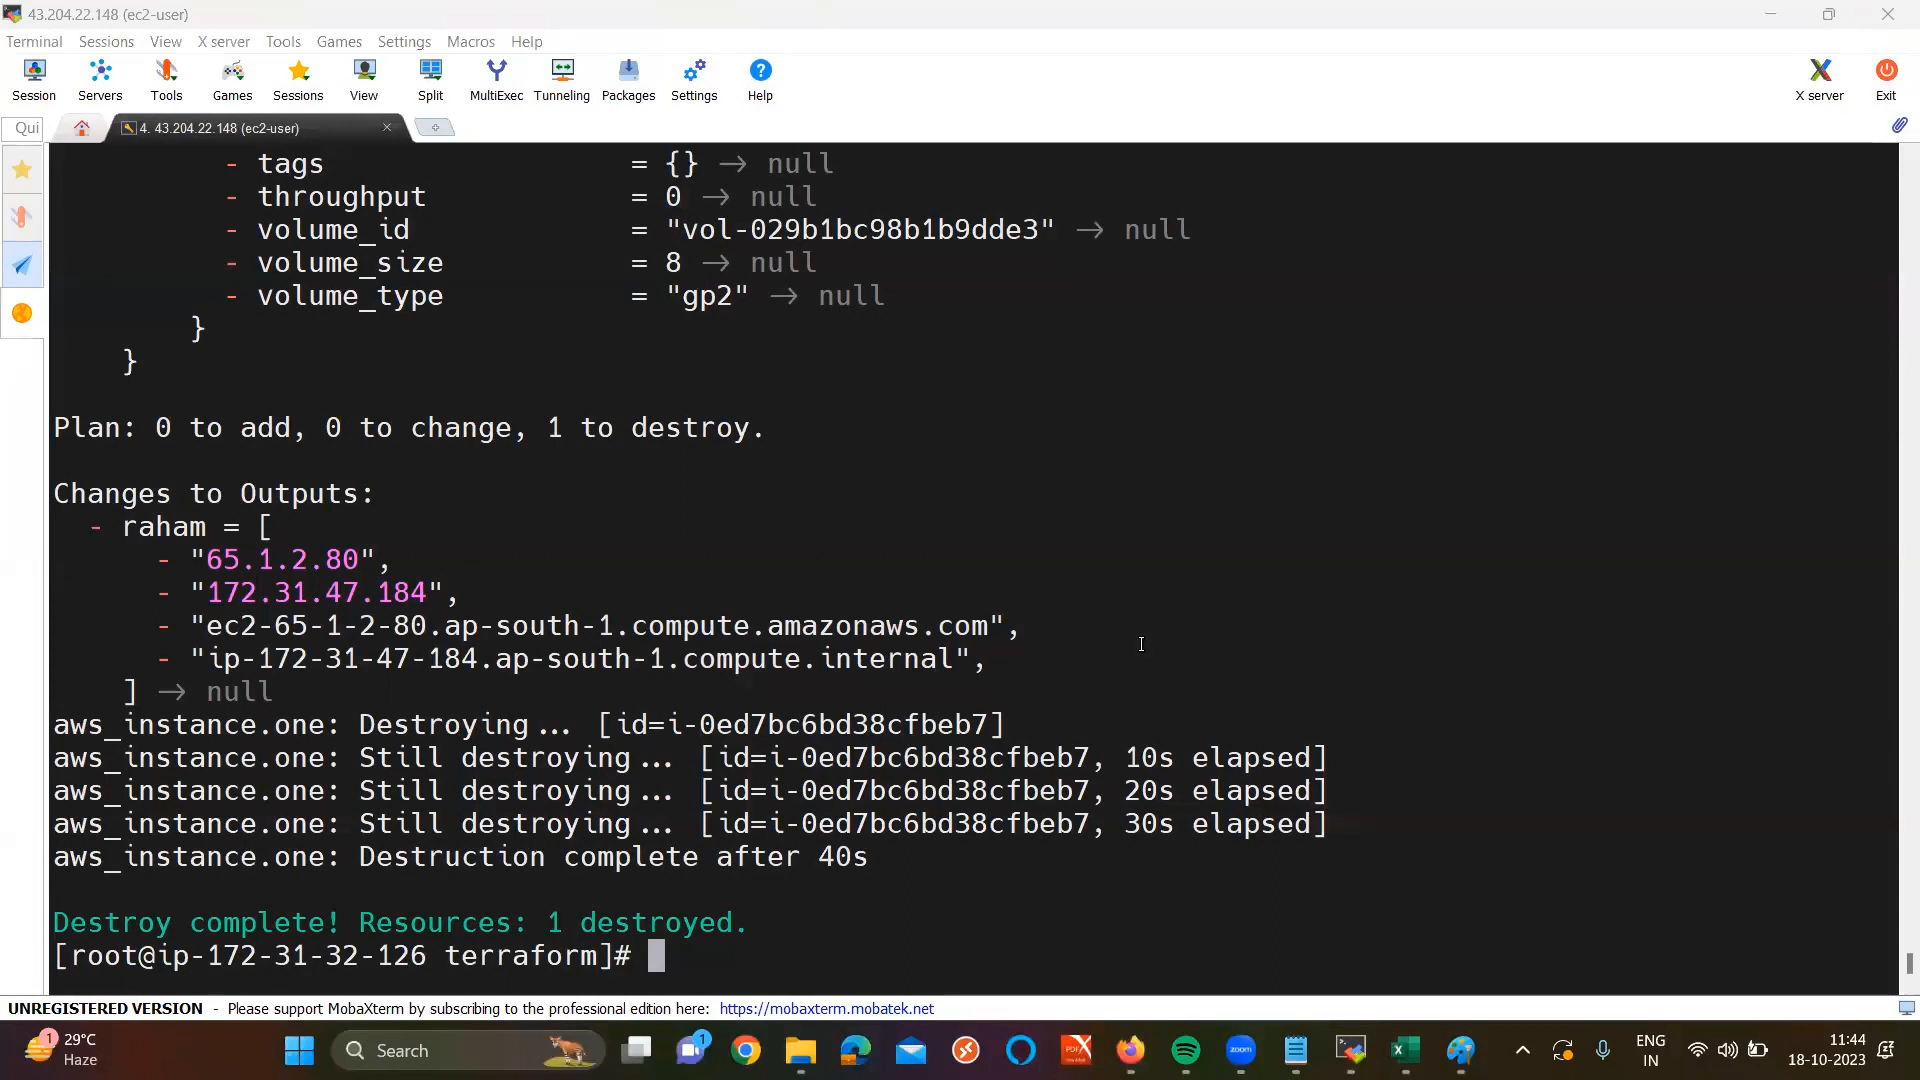 43.204.22.148 (ec2-user)
Terminal Sessions View X server Tools Games Settings Macros Help
Session Servers Tools Games Sessions View Split MultiExec Tunneling Packages Settings Help X server Exit
Qui 4. 43.204.22.148 (ec2-user)
- tags = {} → null
- throughput = 0 → null
- volume_id = "vol-029b1bc98b1b9dde3" → null
- volume_size = 8 → null
- volume_type = "gp2" → null
}
}
Plan: 0 to add, 0 to change, 1 to destroy.
Changes to Outputs:
- raham = [
- "65.1.2.80",
- "172.31.47.184",
- "ec2-65-1-2-80.ap-south-1.compute.amazonaws.com",
- "ip-172-31-47-184.ap-south-1.compute.internal",
] → null
aws_instance.one: Destroying... [id=i-0ed7bc6bd38cfbeb7]
aws_instance.one: Still destroying... [id=i-0ed7bc6bd38cfbeb7, 10s elapsed]
aws_instance.one: Still destroying... [id=i-0ed7bc6bd38cfbeb7, 20s elapsed]
aws_instance.one: Still destroying... [id=i-0ed7bc6bd38cfbeb7, 30s elapsed]
aws_instance.one: Destruction complete after 40s
Destroy complete! Resources: 1 destroyed.
[root@ip-172-31-32-126 terraform]#
UNREGISTERED VERSION - Please support MobaXterm by subscribing to the professional edition here: https://mobaxterm.mobatek.net
1 29°C
Haze
Search
1
zoom
ENG
IN
11:44
18-10-2023